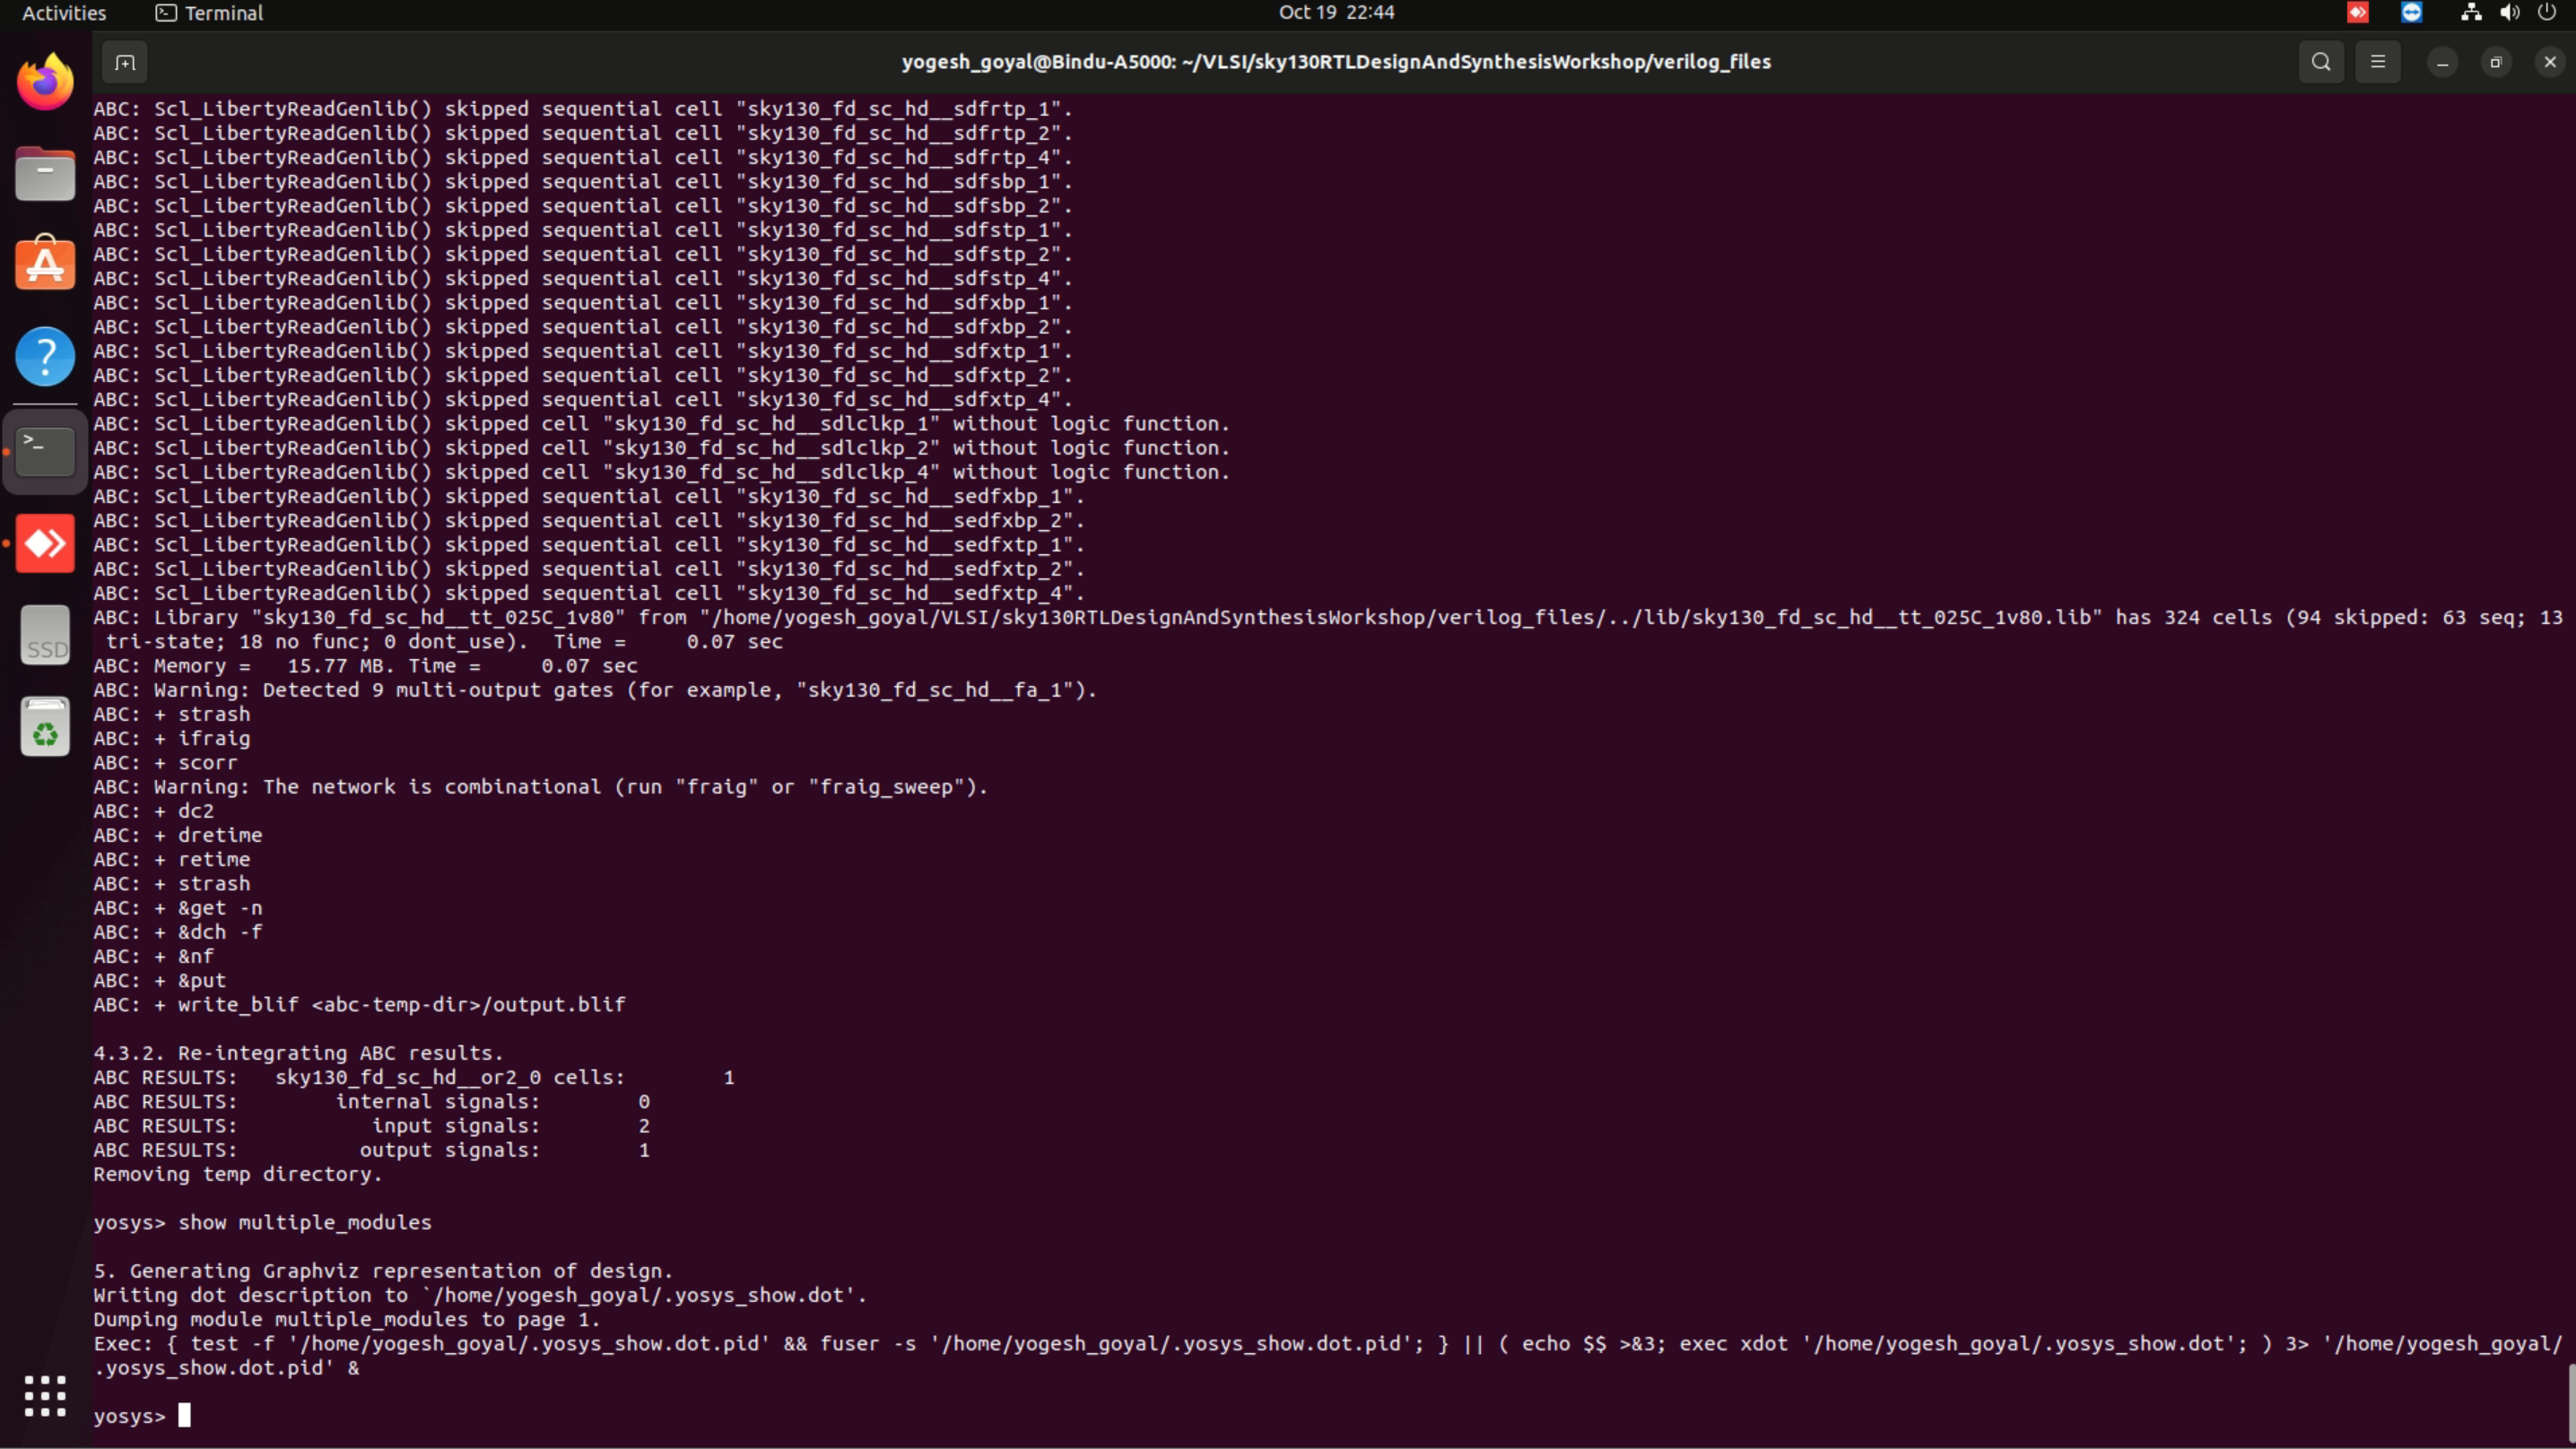 Activities Terminal Oct 19 22:44
yogesh_goyal@Bindu-A5000: ~/VLSI/sky130RTLDesignAndSynthesisWorkshop/verilog_files
ABC: Scl_LibertyReadGenlib() skipped sequential cell "sky130_fd_sc_hd__sdfrtp_1".
ABC: Scl_LibertyReadGenlib() skipped sequential cell "sky130_fd_sc_hd__sdfrtp_2".
ABC: Scl_LibertyReadGenlib() skipped sequential cell "sky130_fd_sc_hd__sdfrtp_4".
ABC: Scl_LibertyReadGenlib() skipped sequential cell "sky130_fd_sc_hd__sdfsbp_1".
ABC: Scl_LibertyReadGenlib() skipped sequential cell "sky130_fd_sc_hd__sdfsbp_2".
ABC: Scl_LibertyReadGenlib() skipped sequential cell "sky130_fd_sc_hd__sdfstp_1".
ABC: Scl_LibertyReadGenlib() skipped sequential cell "sky130_fd_sc_hd__sdfstp_2".
ABC: Scl_LibertyReadGenlib() skipped sequential cell "sky130_fd_sc_hd__sdfstp_4".
ABC: Scl_LibertyReadGenlib() skipped sequential cell "sky130_fd_sc_hd__sdfxbp_1".
ABC: Scl_LibertyReadGenlib() skipped sequential cell "sky130_fd_sc_hd__sdfxbp_2".
ABC: Scl_LibertyReadGenlib() skipped sequential cell "sky130_fd_sc_hd__sdfxtp_1".
ABC: Scl_LibertyReadGenlib() skipped sequential cell "sky130_fd_sc_hd__sdfxtp_2".
ABC: Scl_LibertyReadGenlib() skipped sequential cell "sky130_fd_sc_hd__sdfxtp_4".
ABC: Scl_LibertyReadGenlib() skipped cell "sky130_fd_sc_hd__sdlclkp_1" without logic function.
ABC: Scl_LibertyReadGenlib() skipped cell "sky130_fd_sc_hd__sdlclkp_2" without logic function.
ABC: Scl_LibertyReadGenlib() skipped cell "sky130_fd_sc_hd__sdlclkp_4" without logic function.
ABC: Scl_LibertyReadGenlib() skipped sequential cell "sky130_fd_sc_hd__sedfxbp_1".
ABC: Scl_LibertyReadGenlib() skipped sequential cell "sky130_fd_sc_hd__sedfxbp_2".
ABC: Scl_LibertyReadGenlib() skipped sequential cell "sky130_fd_sc_hd__sedfxtp_1".
ABC: Scl_LibertyReadGenlib() skipped sequential cell "sky130_fd_sc_hd__sedfxtp_2".
ABC: Scl_LibertyReadGenlib() skipped sequential cell "sky130_fd_sc_hd__sedfxtp_4".
ABC: Library "sky130_fd_sc_hd__tt_025C_1v80" from "/home/yogesh_goyal/VLSI/sky130RTLDesignAndSynthesisWorkshop/verilog_files/../lib/sky130_fd_sc_hd__tt_025C_1v80.lib" has 324 cells (94 skipped: 63 seq; 13
 tri-state; 18 no func; 0 dont_use).  Time =     0.07 sec
ABC: Memory =   15.77 MB. Time =     0.07 sec
ABC: Warning: Detected 9 multi-output gates (for example, "sky130_fd_sc_hd__fa_1").
ABC: + strash
ABC: + ifraig
ABC: + scorr
ABC: Warning: The network is combinational (run "fraig" or "fraig_sweep").
ABC: + dc2
ABC: + dretime
ABC: + retime
ABC: + strash
ABC: + &get -n
ABC: + &dch -f
ABC: + &nf
ABC: + &put
ABC: + write_blif <abc-temp-dir>/output.blif
4.3.2. Re-integrating ABC results.
ABC RESULTS:   sky130_fd_sc_hd__or2_0 cells:        1
ABC RESULTS:        internal signals:        0
ABC RESULTS:           input signals:        2
ABC RESULTS:          output signals:        1
Removing temp directory.
yosys> show multiple_modules
5. Generating Graphviz representation of design.
Writing dot description to `/home/yogesh_goyal/.yosys_show.dot'.
Dumping module multiple_modules to page 1.
Exec: { test -f '/home/yogesh_goyal/.yosys_show.dot.pid' && fuser -s '/home/yogesh_goyal/.yosys_show.dot.pid'; } || ( echo $$ >&3; exec xdot '/home/yogesh_goyal/.yosys_show.dot'; ) 3> '/home/yogesh_goyal/
.yosys_show.dot.pid' &
yosys>
SSD